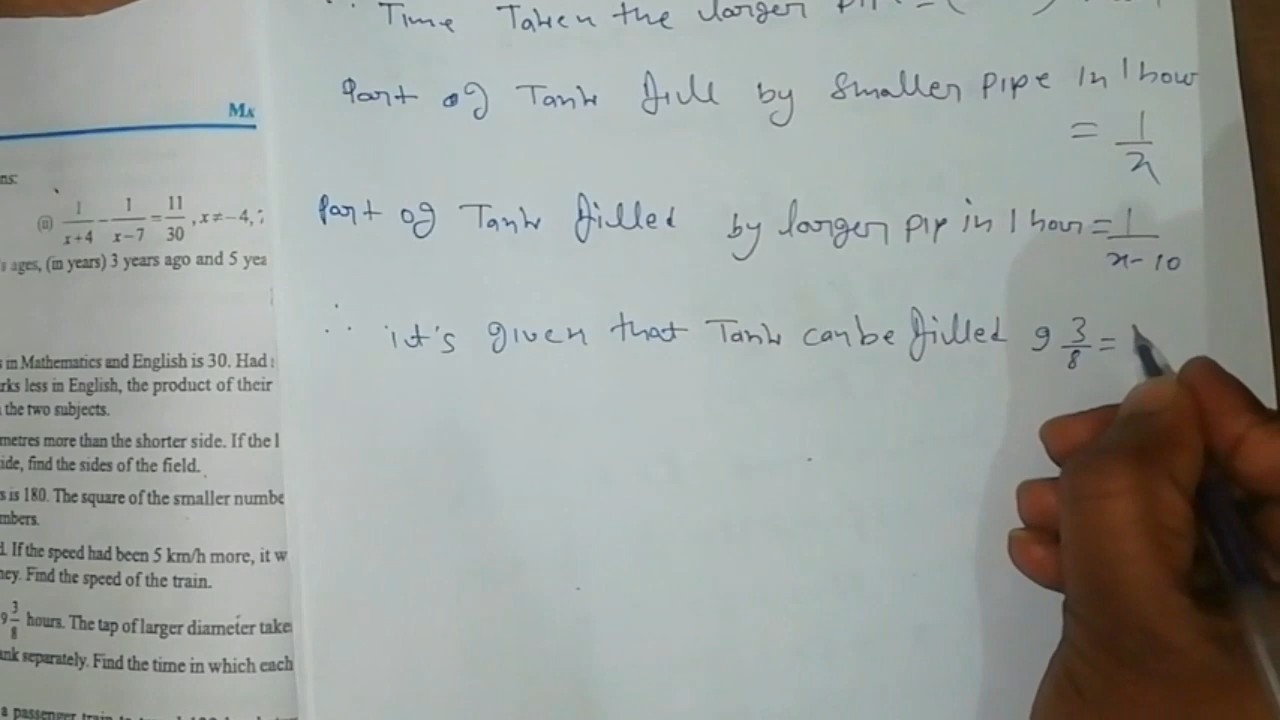 Time Taken the larger
Part of Tank fill by smaller pipe in 1 hour
= 1/x
Part of Tank filled by larger pip in 1 hour = 1/x-10
∴ it's given that Tank can be filled 9 3/8 =
MA
ns:
(ii) 1/x+4 - 1/x-7 = 11/30, x ≠ -4,
s ages, (in years) 3 years ago and 5 yea
s in Mathematics and English is 30. Had
rks less in English, the product of their
the two subjects.
metres more than the shorter side. If the l
ide, find the sides of the field.
s is 180. The square of the smaller numbe
mbers.
d. If the speed had been 5 km/h more, it w
ney. Find the speed of the train.
9 3/8 hours. The tap of larger diameter take
ank separately. Find the time in which each
a passenger train to travel